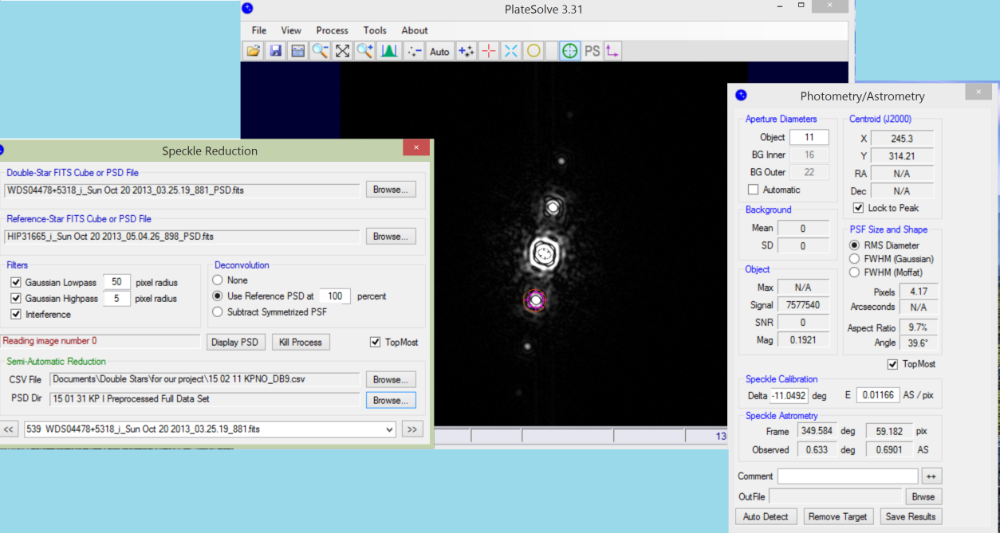 PlateSolve 3.31
File View Process Tools About
Auto PS
Speckle Reduction
Double-Star FITS Cube or PSD File
WDS04478+5318_i_Sun Oct 20 2013_03.25.19_881_PSD.fits Browse...
Reference-Star FITS Cube or PSD File
HIP31665_i_Sun Oct 20 2013_05.04.26_898_PSD.fits Browse...
Filters
Gaussian Lowpass 50 pixel radius
Gaussian Highpass 5 pixel radius
Interference
Deconvolution
None
Use Reference PSD at 100 percent
Subtract Symmetrized PSF
Reading image number 0 Display PSD Kill Process TopMost
Semi-Automatic Reduction
CSV File Documents\Double Stars\for our project\15 02 11 KPNO_DB9.csv Browse...
PSD Dir 15 01 31 KP I Preprocessed Full Data Set Browse...
<< 539 WDS04478+5318_i_Sun Oct 20 2013_03.25.19_881.fits >>
13
Photometry/Astrometry
Aperture Diameters
Object 11
BG Inner 16
BG Outer 22
Automatic
Background
Mean 0
SD 0
Object
Max N/A
Signal 7577540
SNR 0
Mag 0.1921
Centroid (J2000)
X 245.3
Y 314.21
RA N/A
Dec N/A
Lock to Peak
PSF Size and Shape
RMS Diameter
FWHM (Gaussian)
FWHM (Moffat)
Pixels 4.17
Arcseconds N/A
Aspect Ratio 9.7%
Angle 39.6°
TopMost
Speckle Calibration
Delta -11.0492 deg E 0.01166 AS / pix
Speckle Astrometry
Frame 349.584 deg 59.182 pix
Observed 0.633 deg 0.6901 AS
Comment ++
OutFile Brwse
Auto Detect Remove Target Save Results